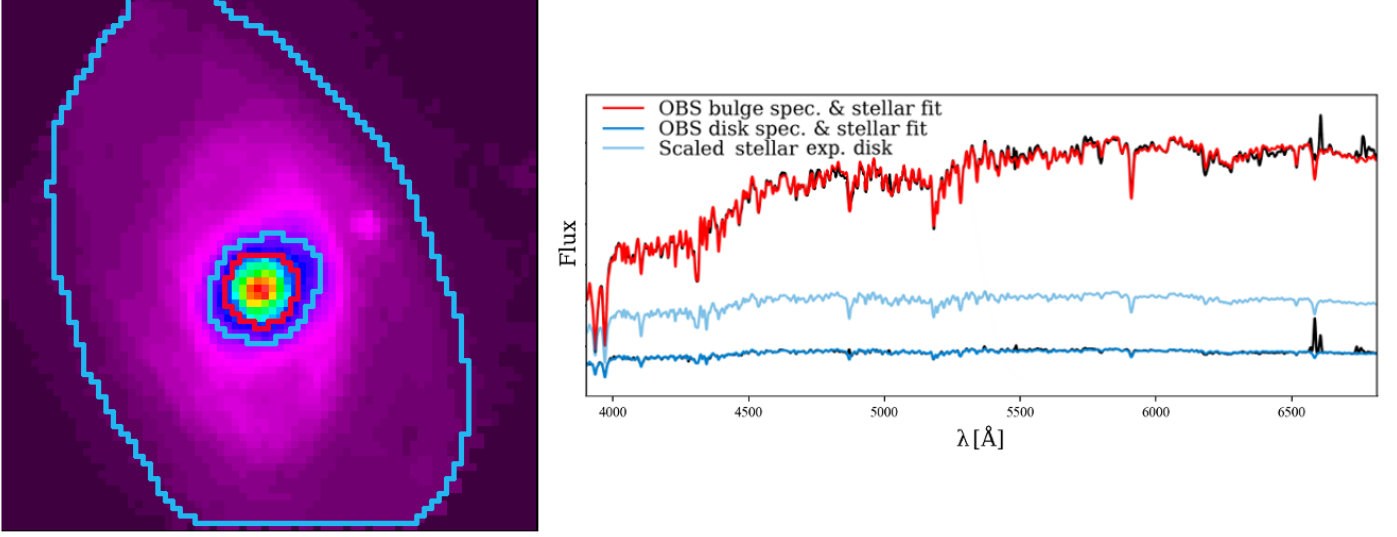 OBS bulge spec. & stellar fit
OBS disk spec. & stellar fit
Scaled stellar exp. disk
Flux
4000 4500 5000 5500 6000 6500
λ [Å]